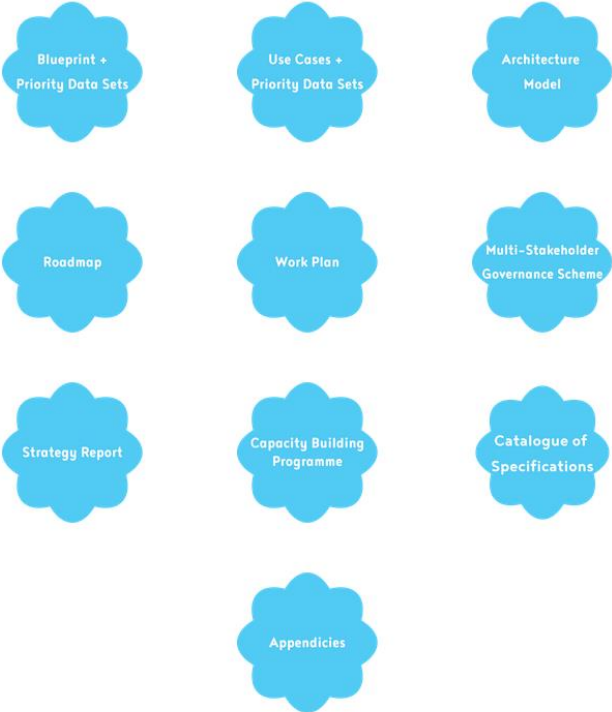 Blueprint +
Priority Data Sets
Use Cases +
Priority Data Sets
Architecture
Model
Roadmap
Work Plan
Multi-Stakeholder
Governance Scheme
Strategy Report
Capacity Building
Programme
Catalogue of
Specifications
Appendicies